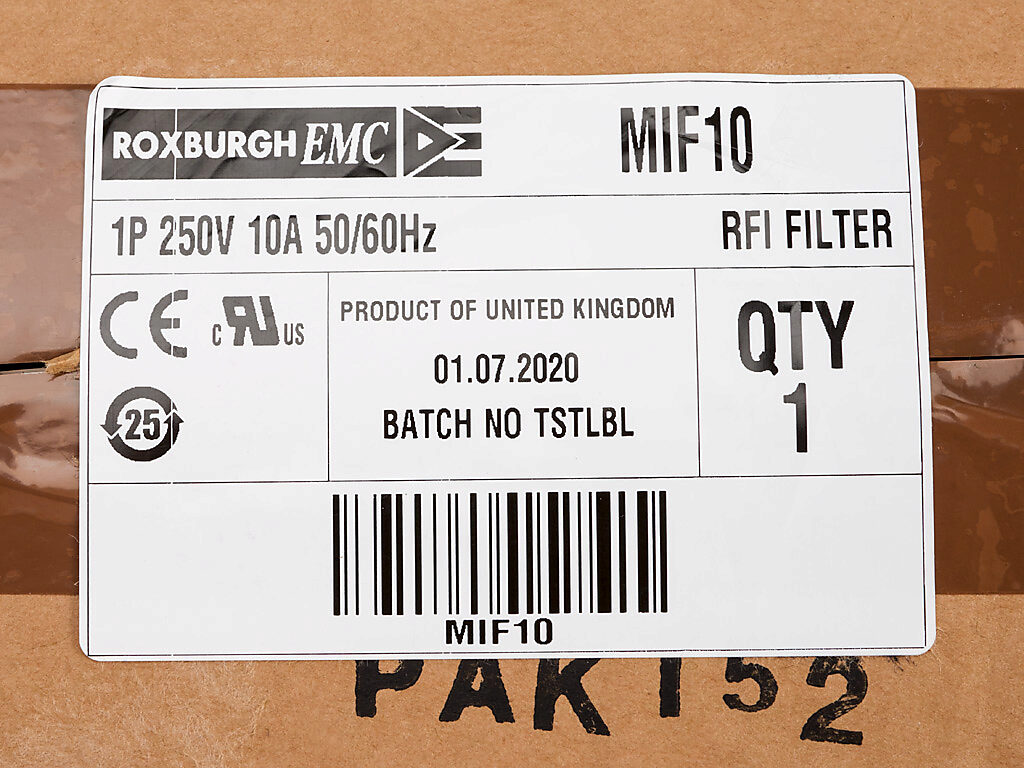 ROXBURGH EMC
MIF10
1P 250V 10A 50/60Hz
RFI FILTER
CE
c RU US
25
PRODUCT OF UNITED KINGDOM
01.07.2020
BATCH NO TSTLBL
QTY
1
MIF10
PAK152